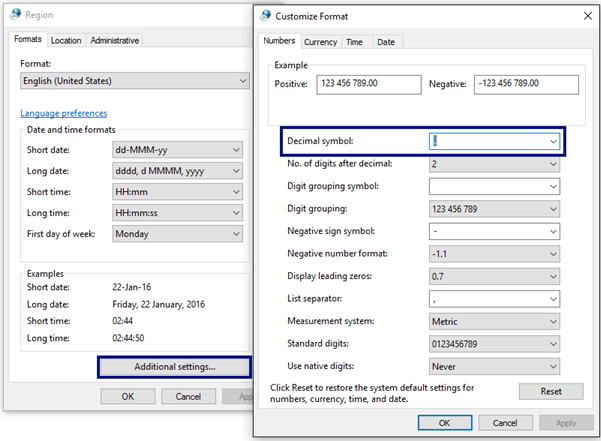 Region
Formats Location Administrative
Format:
English (United States)
Language preferences
Date and time formats
Short date: dd-MMM-yy
Long date: dddd, d MMMM, yyyy
Short time: HH:mm
Long time: HH:mm:ss
First day of week: Monday
Examples
Short date: 22-Jan-16
Long date: Friday, 22 January, 2016
Short time: 02:44
Long time: 02:44:50
Additional settings...
OK Cancel
Customize Format
Numbers Currency Time Date
Example
Positive: 123 456 789.00 Negative: -123 456 789.00
Decimal symbol: .
No. of digits after decimal: 2
Digit grouping symbol:
Digit grouping: 123 456 789
Negative sign symbol: -
Negative number format: -1.1
Display leading zeros: 0.7
List separator: ,
Measurement system: Metric
Standard digits: 0123456789
Use native digits: Never
Click Reset to restore the system default settings for
numbers, currency, time, and date.
Reset
OK Cancel Apply